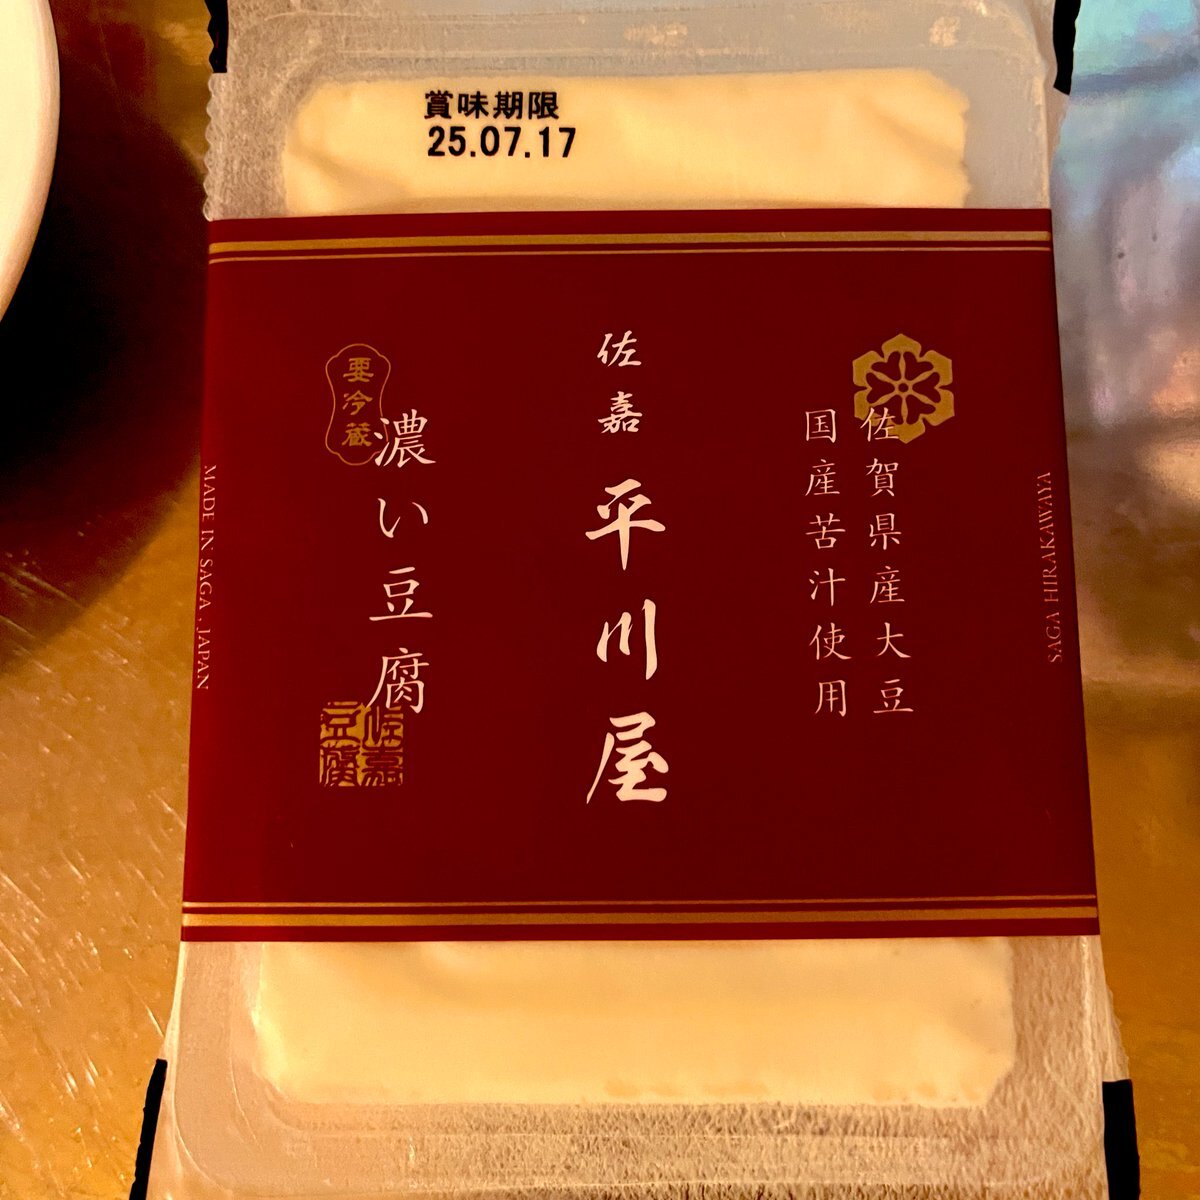 賞味期限
25.07.17
佐賀県産大豆
国産苦汁使用
佐嘉 平川屋
濃い豆腐
要冷蔵
佐嘉豆腐
SAGA HIRAKAWAYA
MADE IN SAGA . JAPAN